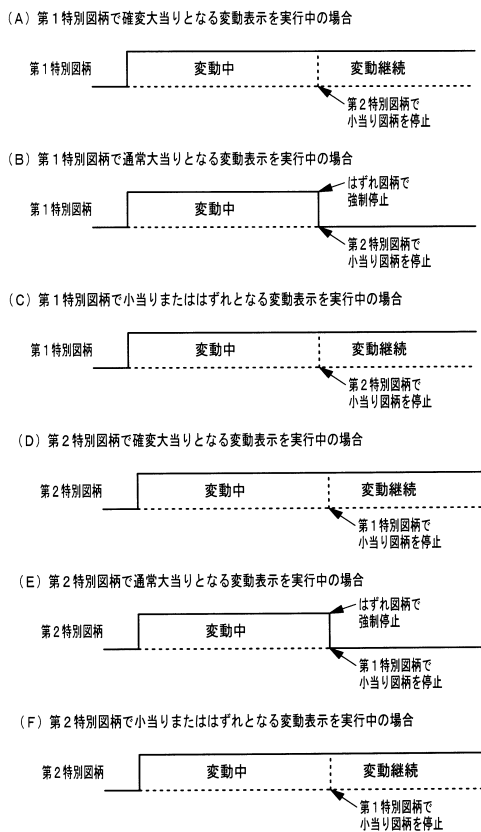 （A）第１特別図柄で確変大当りとなる変動表示を実行中の場合
第１特別図柄
変動中
変動継続
第２特別図柄で
小当り図柄を停止
（B）第１特別図柄で通常大当りとなる変動表示を実行中の場合
はずれ図柄で
強制停止
第１特別図柄
変動中
第２特別図柄で
小当り図柄を停止
（C）第１特別図柄で小当りまたははずれとなる変動表示を実行中の場合
第１特別図柄
変動中
変動継続
第２特別図柄で
小当り図柄を停止
（D）第２特別図柄で確変大当りとなる変動表示を実行中の場合
第２特別図柄
変動中
変動継続
第１特別図柄で
小当り図柄を停止
（E）第２特別図柄で通常大当りとなる変動表示を実行中の場合
はずれ図柄で
強制停止
第２特別図柄
変動中
第１特別図柄で
小当り図柄を停止
（F）第２特別図柄で小当りまたははずれとなる変動表示を実行中の場合
第２特別図柄
変動中
変動継続
第１特別図柄で
小当り図柄を停止